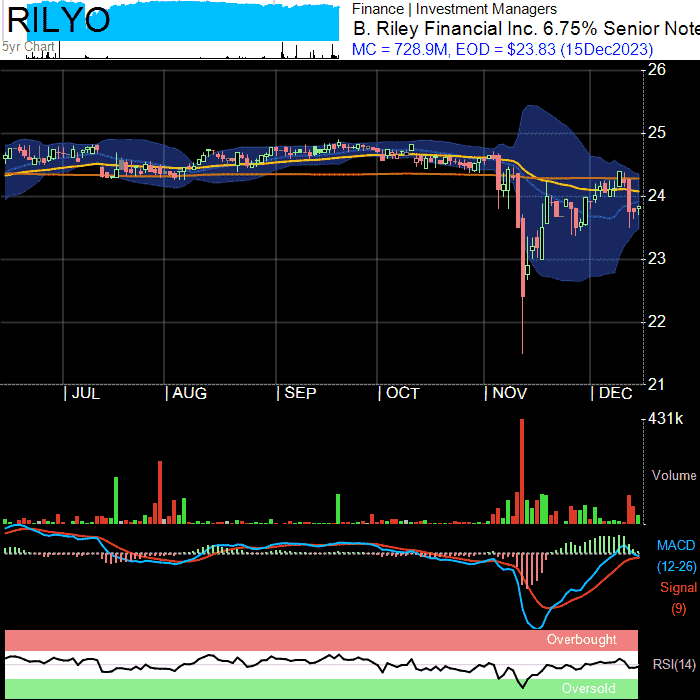 RILYO
5yr Chart
Finance | Investment Managers
B. Riley Financial Inc. 6.75% Senior Note
MC = 728.9M, EOD = $23.83 (15Dec2023)
26
25
24
23
22
21
| JUL | AUG | SEP | OCT | NOV | DEC
431k
Volume
MACD
(12-26)
Signal
(9)
Overbought
RSI(14)
Oversold